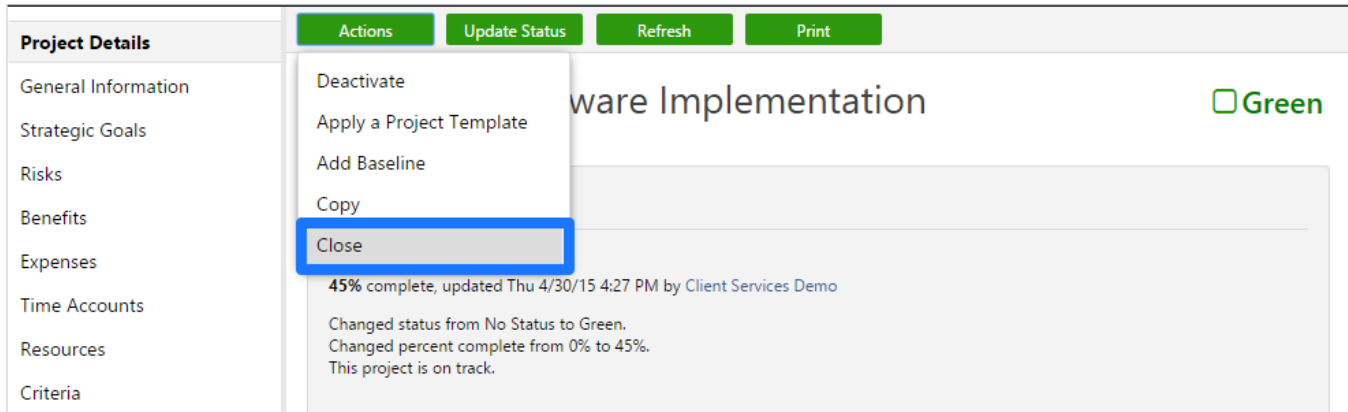 Project Details
General Information
Strategic Goals
Risks
Benefits
Expenses
Time Accounts
Resources
Criteria
Actions Update Status Refresh Print
Deactivate
Apply a Project Template
Add Baseline
Copy
Close
ware Implementation
Green
45% complete, updated Thu 4/30/15 4:27 PM by Client Services Demo
Changed status from No Status to Green.
Changed percent complete from 0% to 45%.
This project is on track.